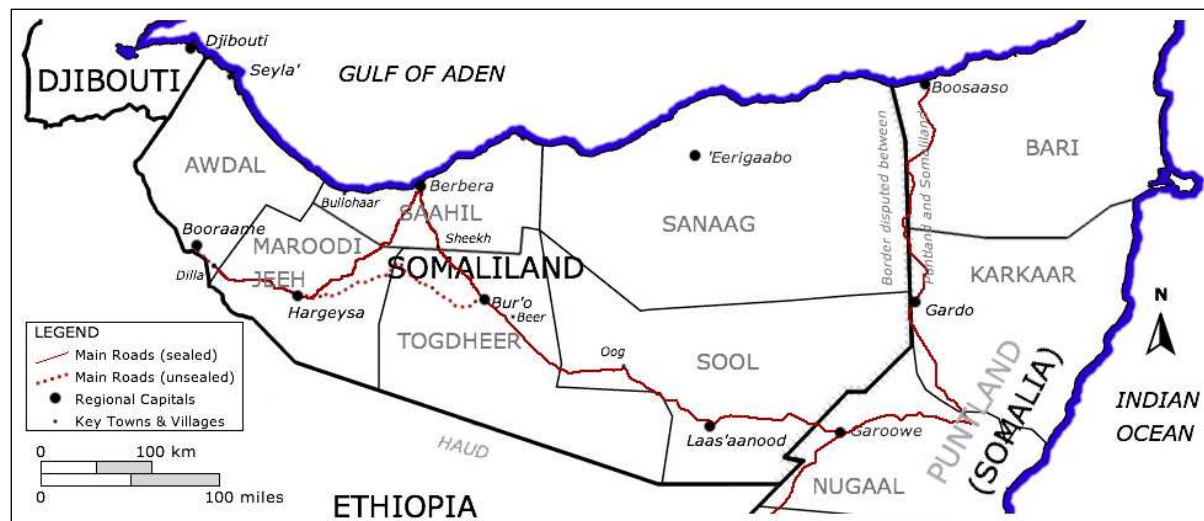 Djibouti
Seyla'
DJIBOUTI
GULF OF ADEN
Boosaaso
AWDAL
'Eerigaabo
BARI
Border disputed between
Puntland and Somaliland
Berbera
Bullohaar
SAAHIL
SANAAG
Booraame
MAROODI
JEEH
Sheekh
Dilla
SOMALILAND
KARKAAR
Hargeysa
Bur'o
Beer
Gardo
N
LEGEND
Main Roads (sealed)
Main Roads (unsealed)
Regional Capitals
Key Towns & Villages
TOGDHEER
Oog
SOOL
PUNTLAND
(SOMALIA)
INDIAN
OCEAN
Laas'aanood
Garoowe
HAUD
0 100 km
0 100 miles
NUGAAL
ETHIOPIA